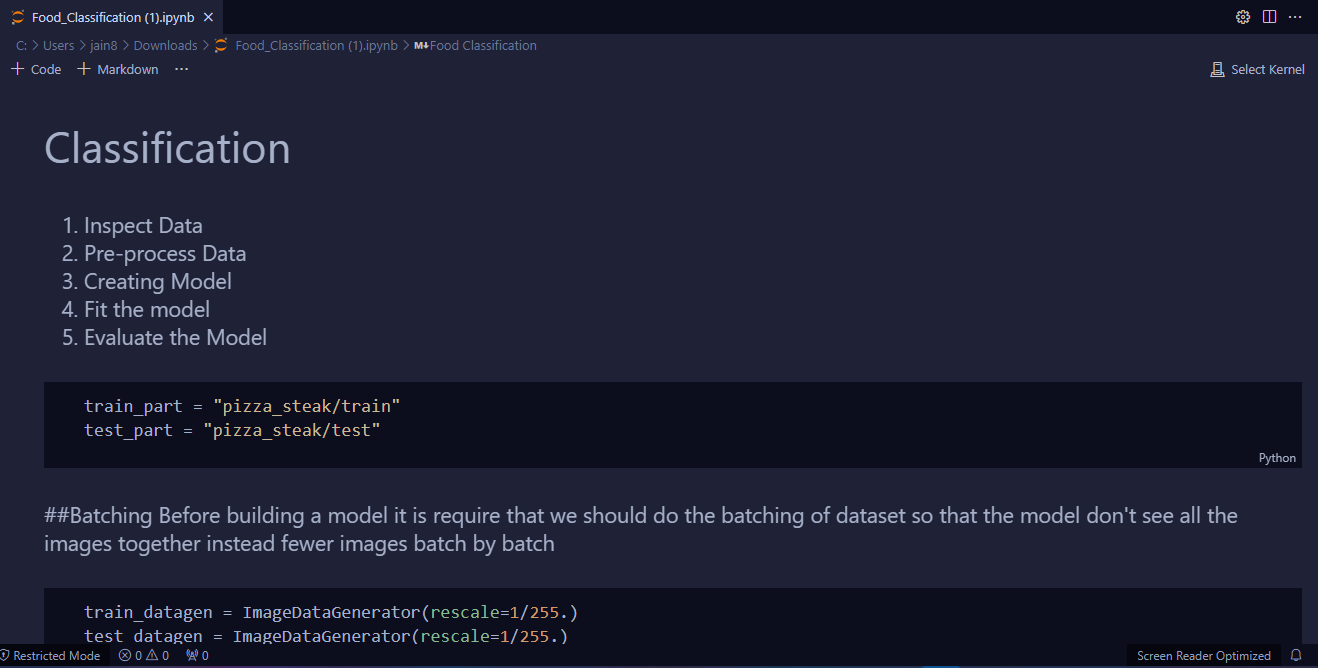 Food_Classification (1).ipynb
C: > Users > jain8 > Downloads > Food_Classification (1).ipynb > M↓Food Classification
+ Code + Markdown ...
Select Kernel
Classification
1. Inspect Data
2. Pre-process Data
3. Creating Model
4. Fit the model
5. Evaluate the Model
train_part = "pizza_steak/train"
test_part = "pizza_steak/test"
Python
##Batching Before building a model it is require that we should do the batching of dataset so that the model don't see all the
images together instead fewer images batch by batch
train_datagen = ImageDataGenerator(rescale=1/255.)
test_datagen = ImageDataGenerator(rescale=1/255.)
Restricted Mode 0 0 0 Screen Reader Optimized